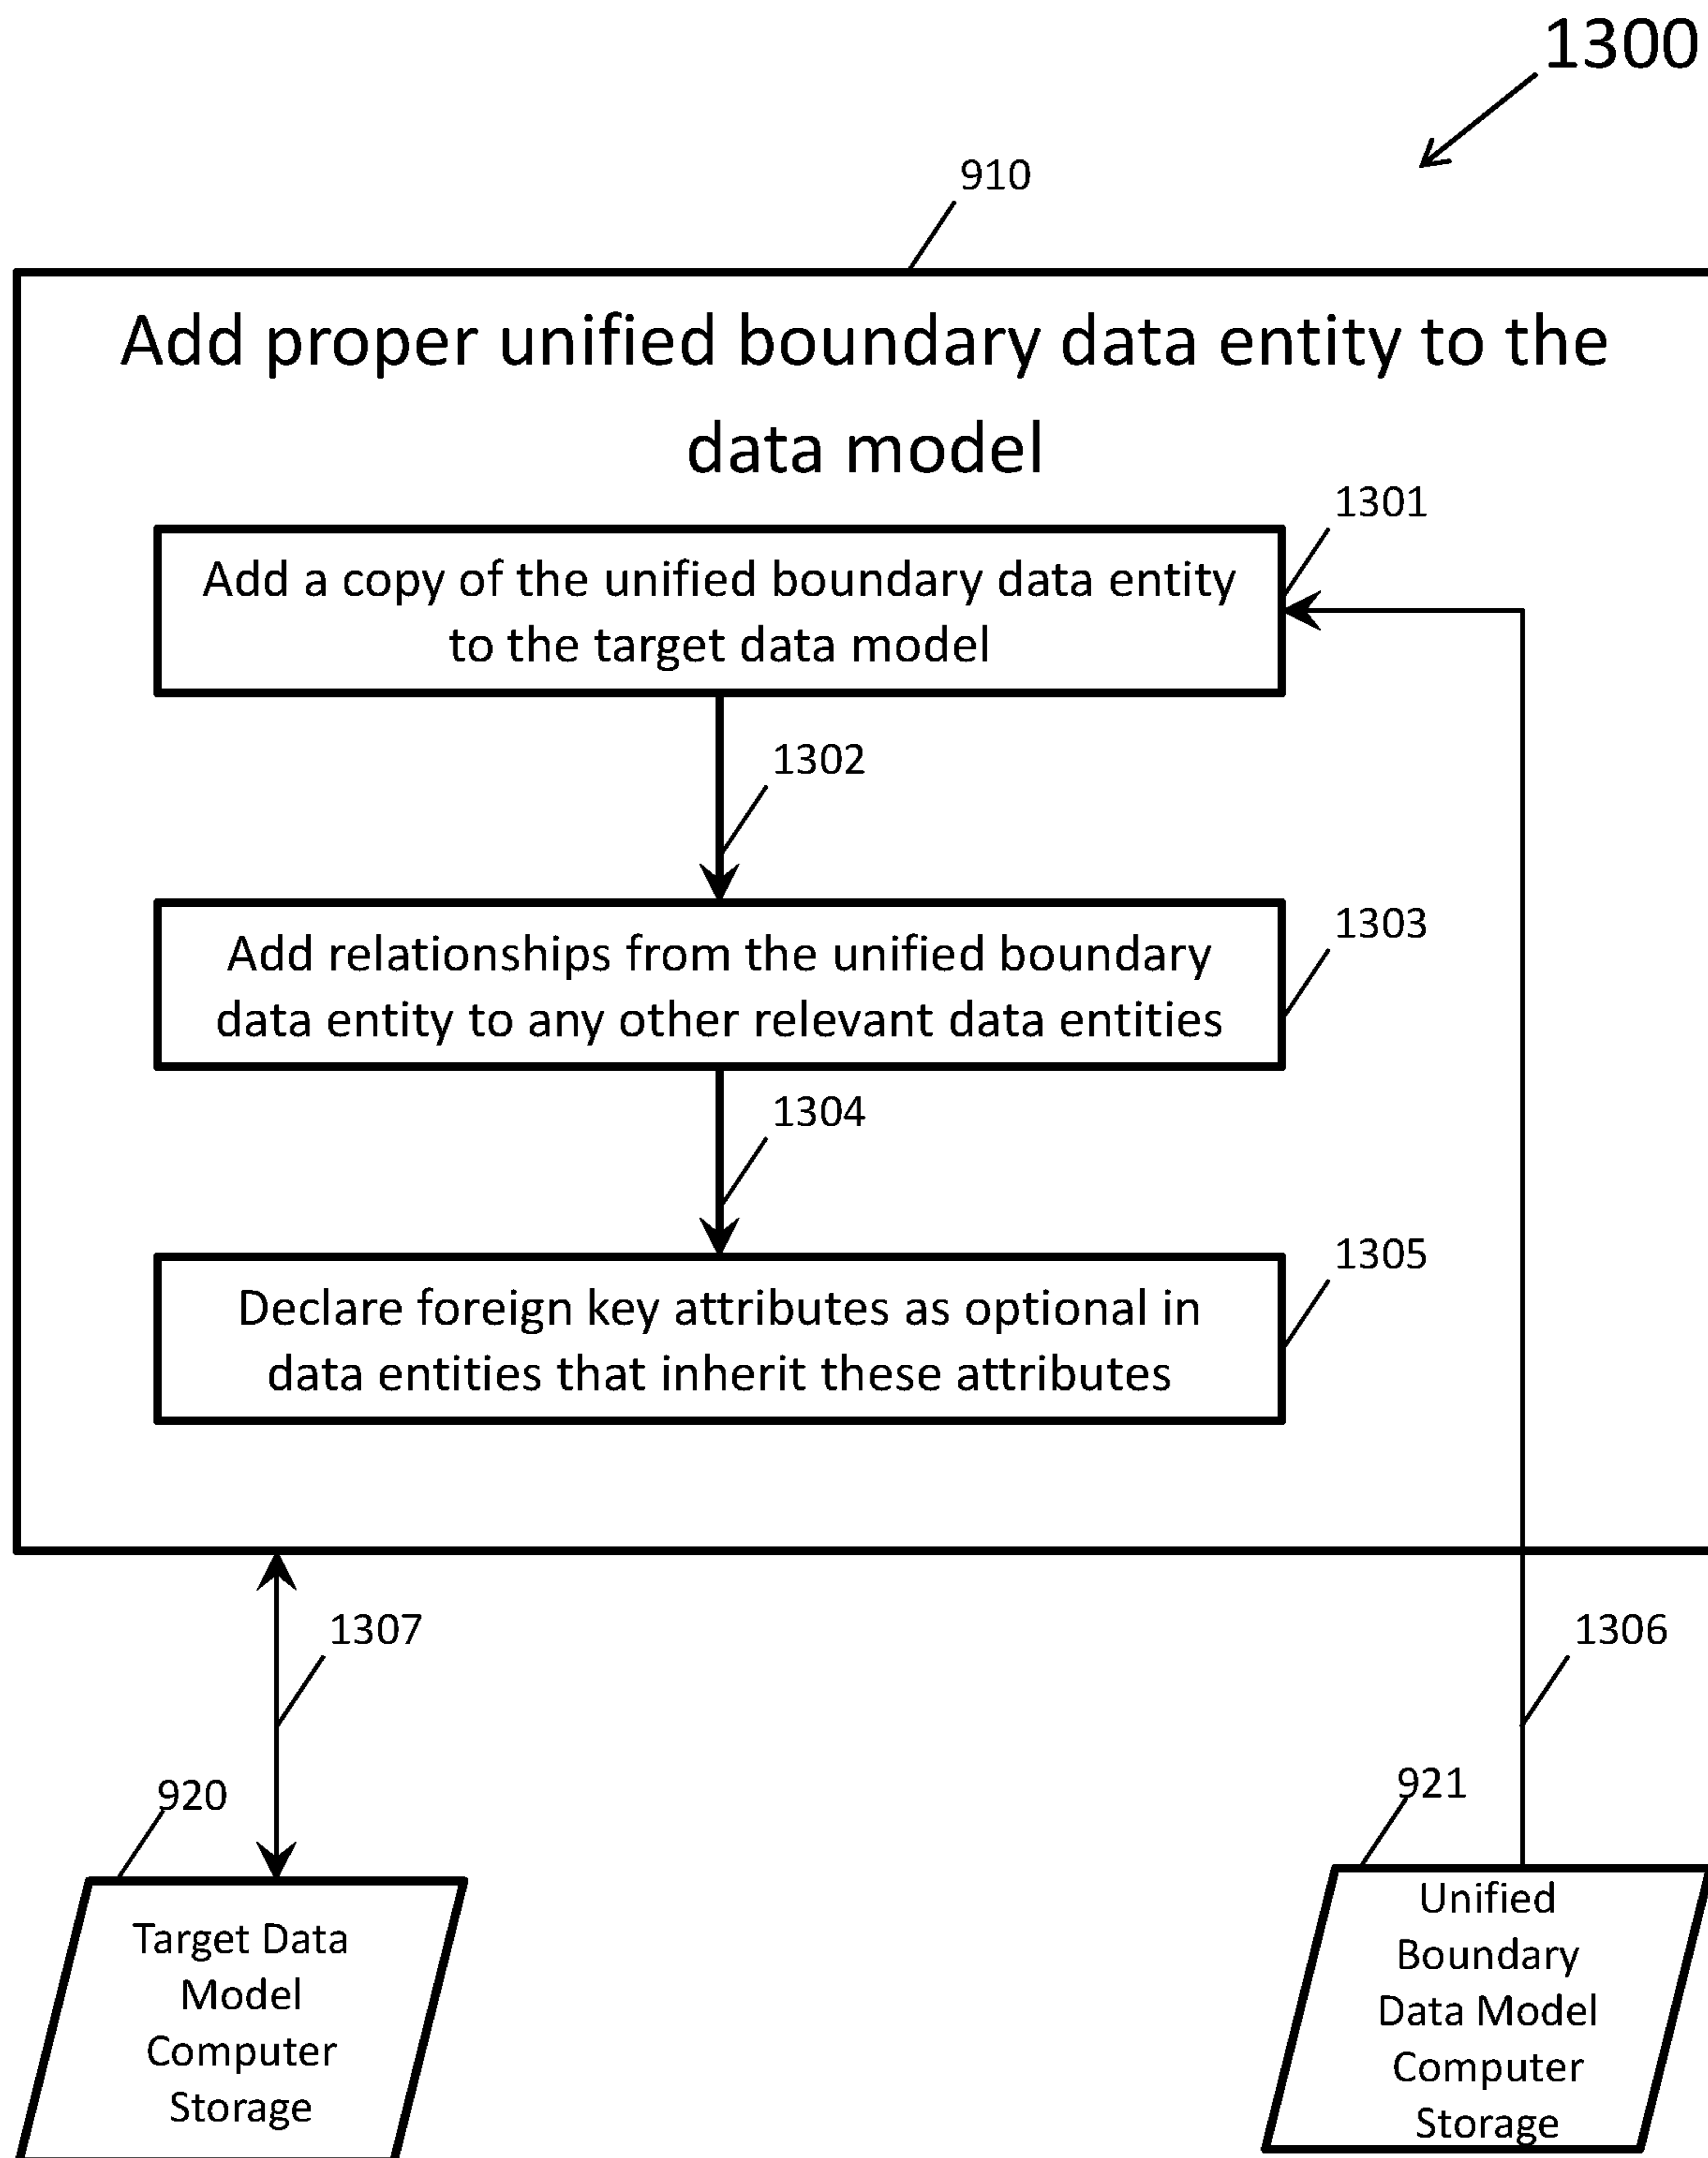 1300
910
Add proper unified boundary data entity to the
data model
1301
Add a copy of the unified boundary data entity
to the target data model
1302
1303
Add relationships from the unified boundary
data entity to any other relevant data entities
1304
1305
Declare foreign key attributes as optional in
data entities that inherit these attributes
1307
1306
920
921
Target Data
Model
Computer
Storage
Unified
Boundary
Data Model
Computer
Storage